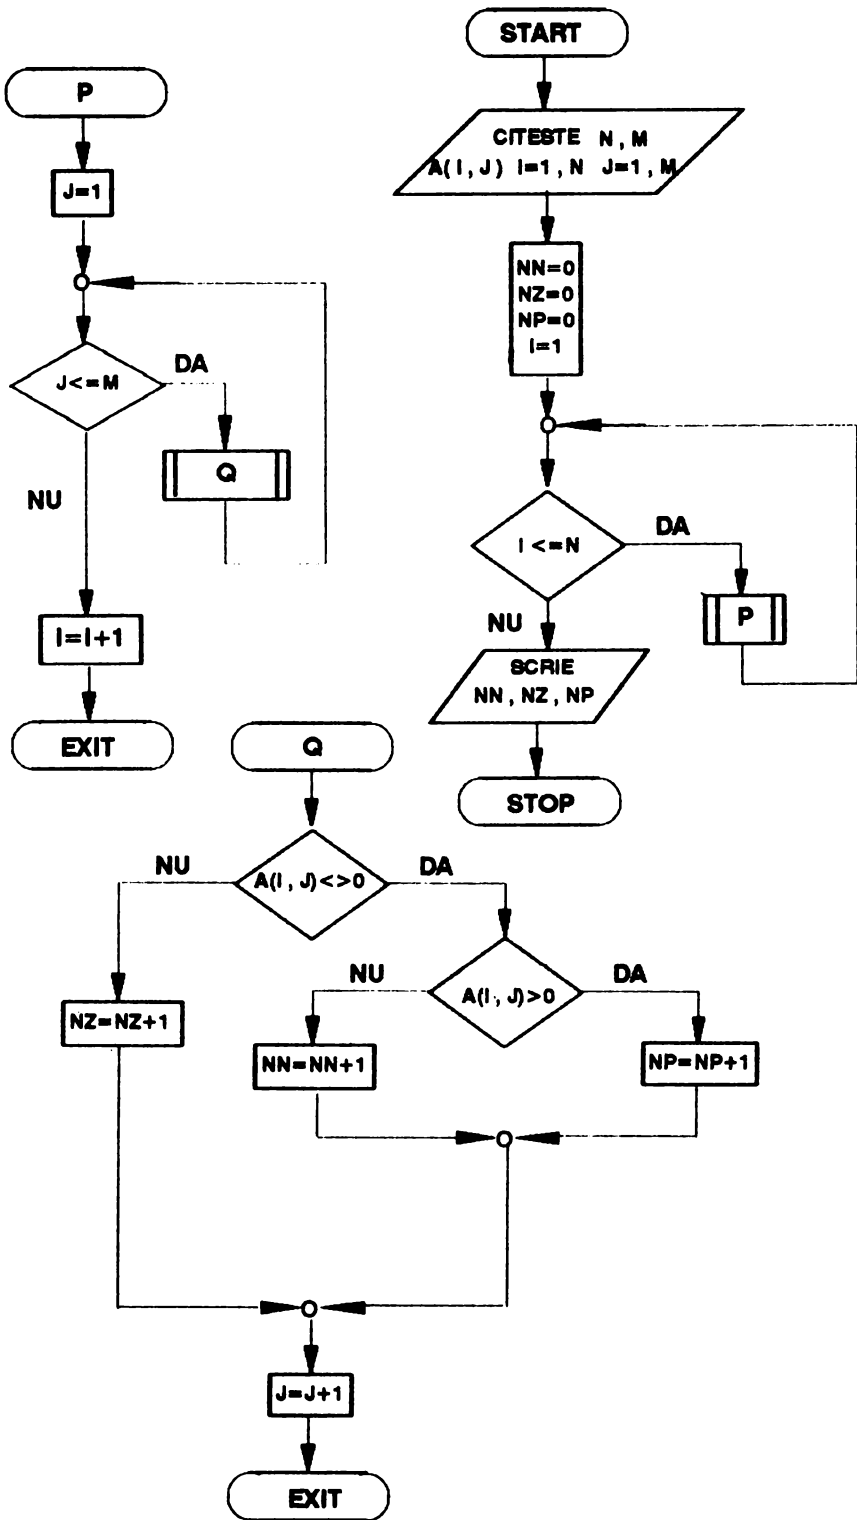 START
CITESTE N, M
A(I, J) I=1, N J=1, M
NN=0
NZ=0
NP=0
I=1
I<=N
DA
P
NU
SCRIE
NN, NZ, NP
STOP
P
J=1
J<=M
DA
Q
NU
I=I+1
EXIT
Q
A(I, J)<>0
NU
DA
NZ=NZ+1
A(I, J)>0
NU
DA
NN=NN+1
NP=NP+1
J=J+1
EXIT